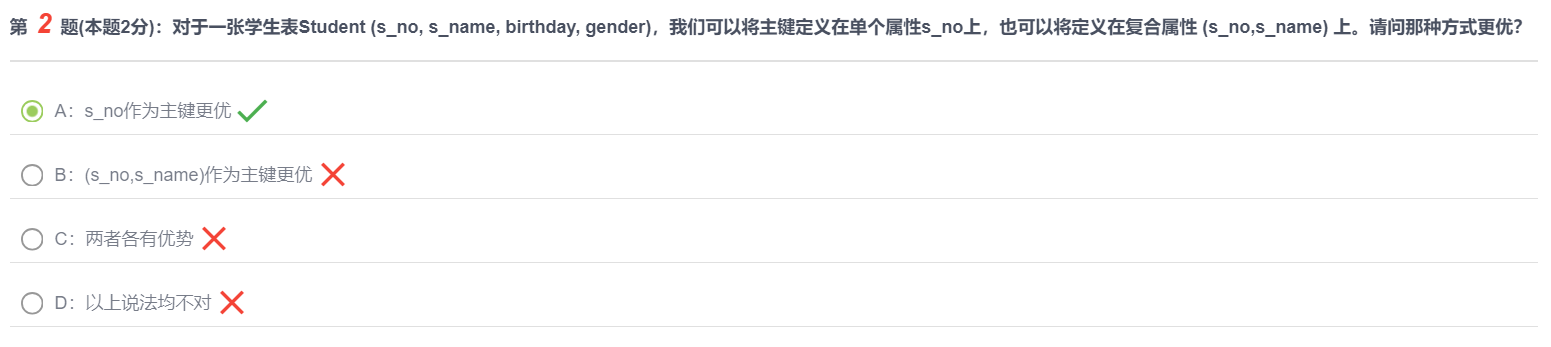 第 2 题(本题2分)：对于一张学生表Student (s_no, s_name, birthday, gender)，我们可以将主键定义在单个属性s_no上，也可以将定义在复合属性 (s_no,s_name) 上。请问那种方式更优？
A：s_no作为主键更优
B：(s_no,s_name)作为主键更优
C：两者各有优势
D：以上说法均不对